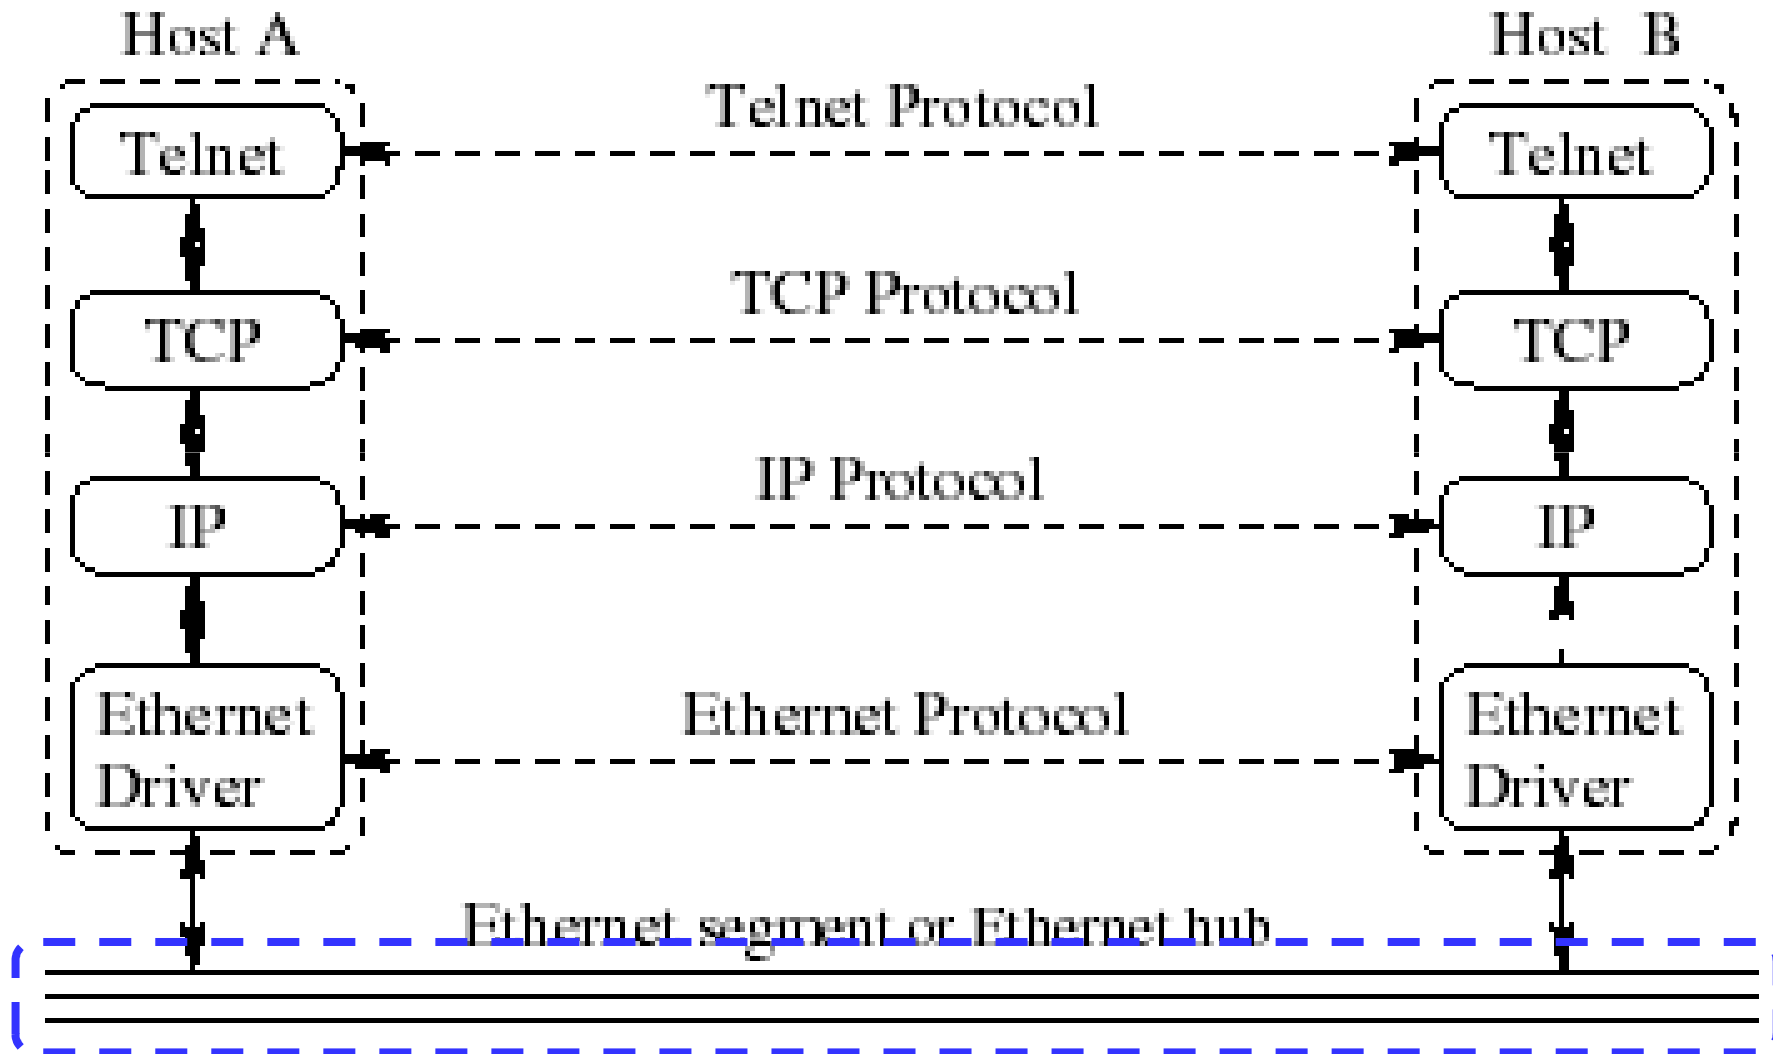 Host A
Host B
Telnet Protocol
Telnet
Telnet
TCP Protocol
TCP
TCP
IP Protocol
IP
IP
Ethernet Protocol
Ethernet
Driver
Ethernet
Driver
Ethernet segment or Ethernet hub